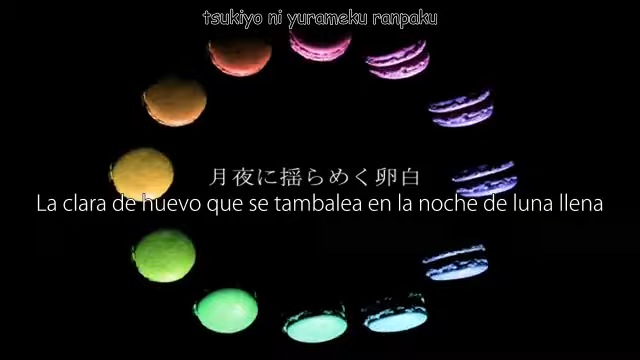 tsukiyo ni yurameku ranpaku
月夜に揺らめく卵白
La clara de huevo que se tambalea en la noche de luna llena